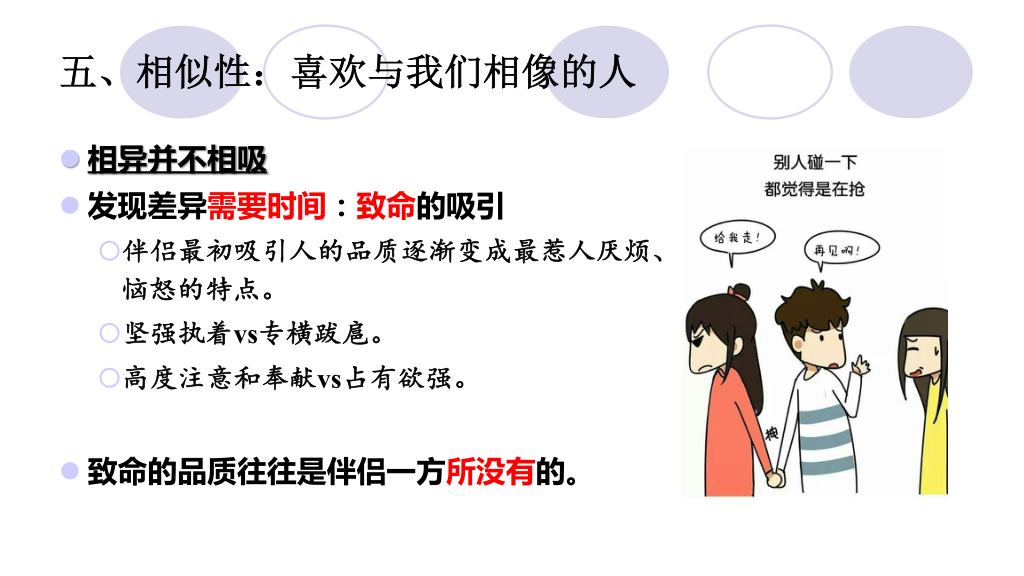 五、相似性：喜欢与我们相像的人
相异并不相吸
发现差异需要时间：致命的吸引
伴侣最初吸引人的品质逐渐变成最惹人厌烦、
恼怒的特点。
坚强执着vs专横跋扈。
高度注意和奉献vs占有欲强。
致命的品质往往是伴侣一方所没有的。
别人碰一下
都觉得是在抢
给我走！
再见啊！
拽